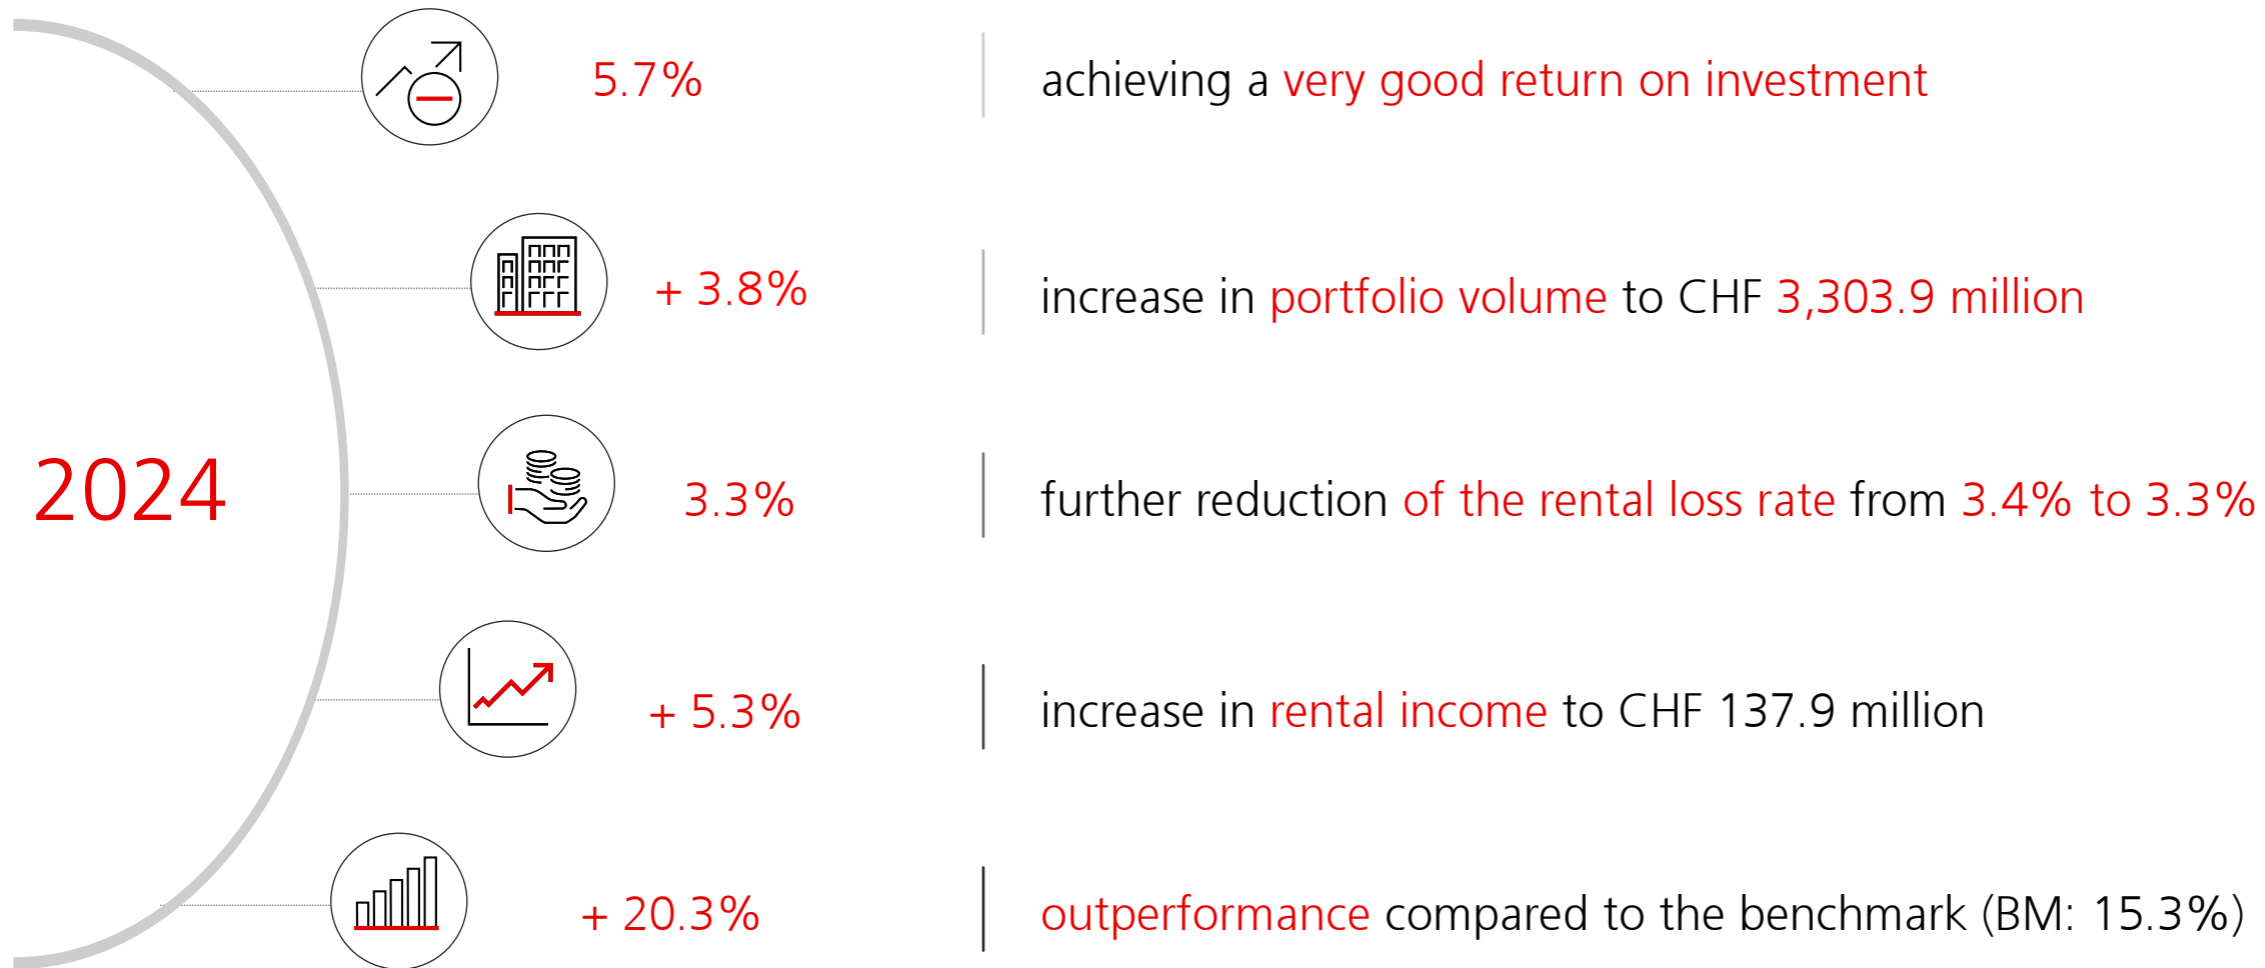 5.7% achieving a very good return on investment
+ 3.8% increase in portfolio volume to CHF 3,303.9 million
2024
3.3% further reduction of the rental loss rate from 3.4% to 3.3%
+ 5.3% increase in rental income to CHF 137.9 million
+ 20.3% outperformance compared to the benchmark (BM: 15.3%)